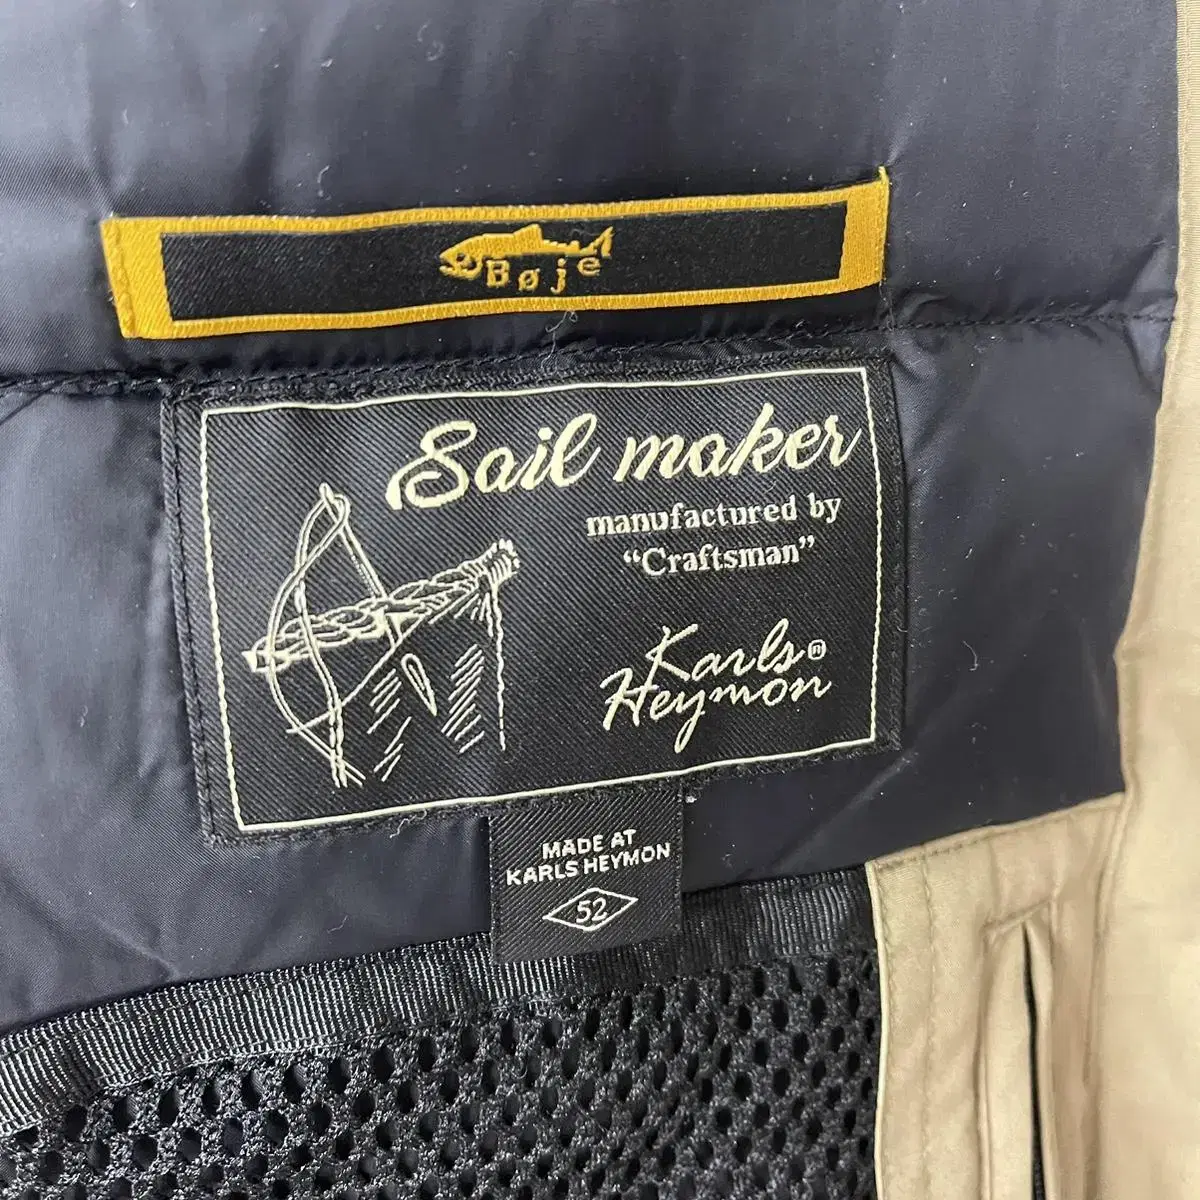 Bøje
Sail maker
manufactured by
“Craftsman”
Karls®
Heymon
MADE AT
KARLS HEYMON
52